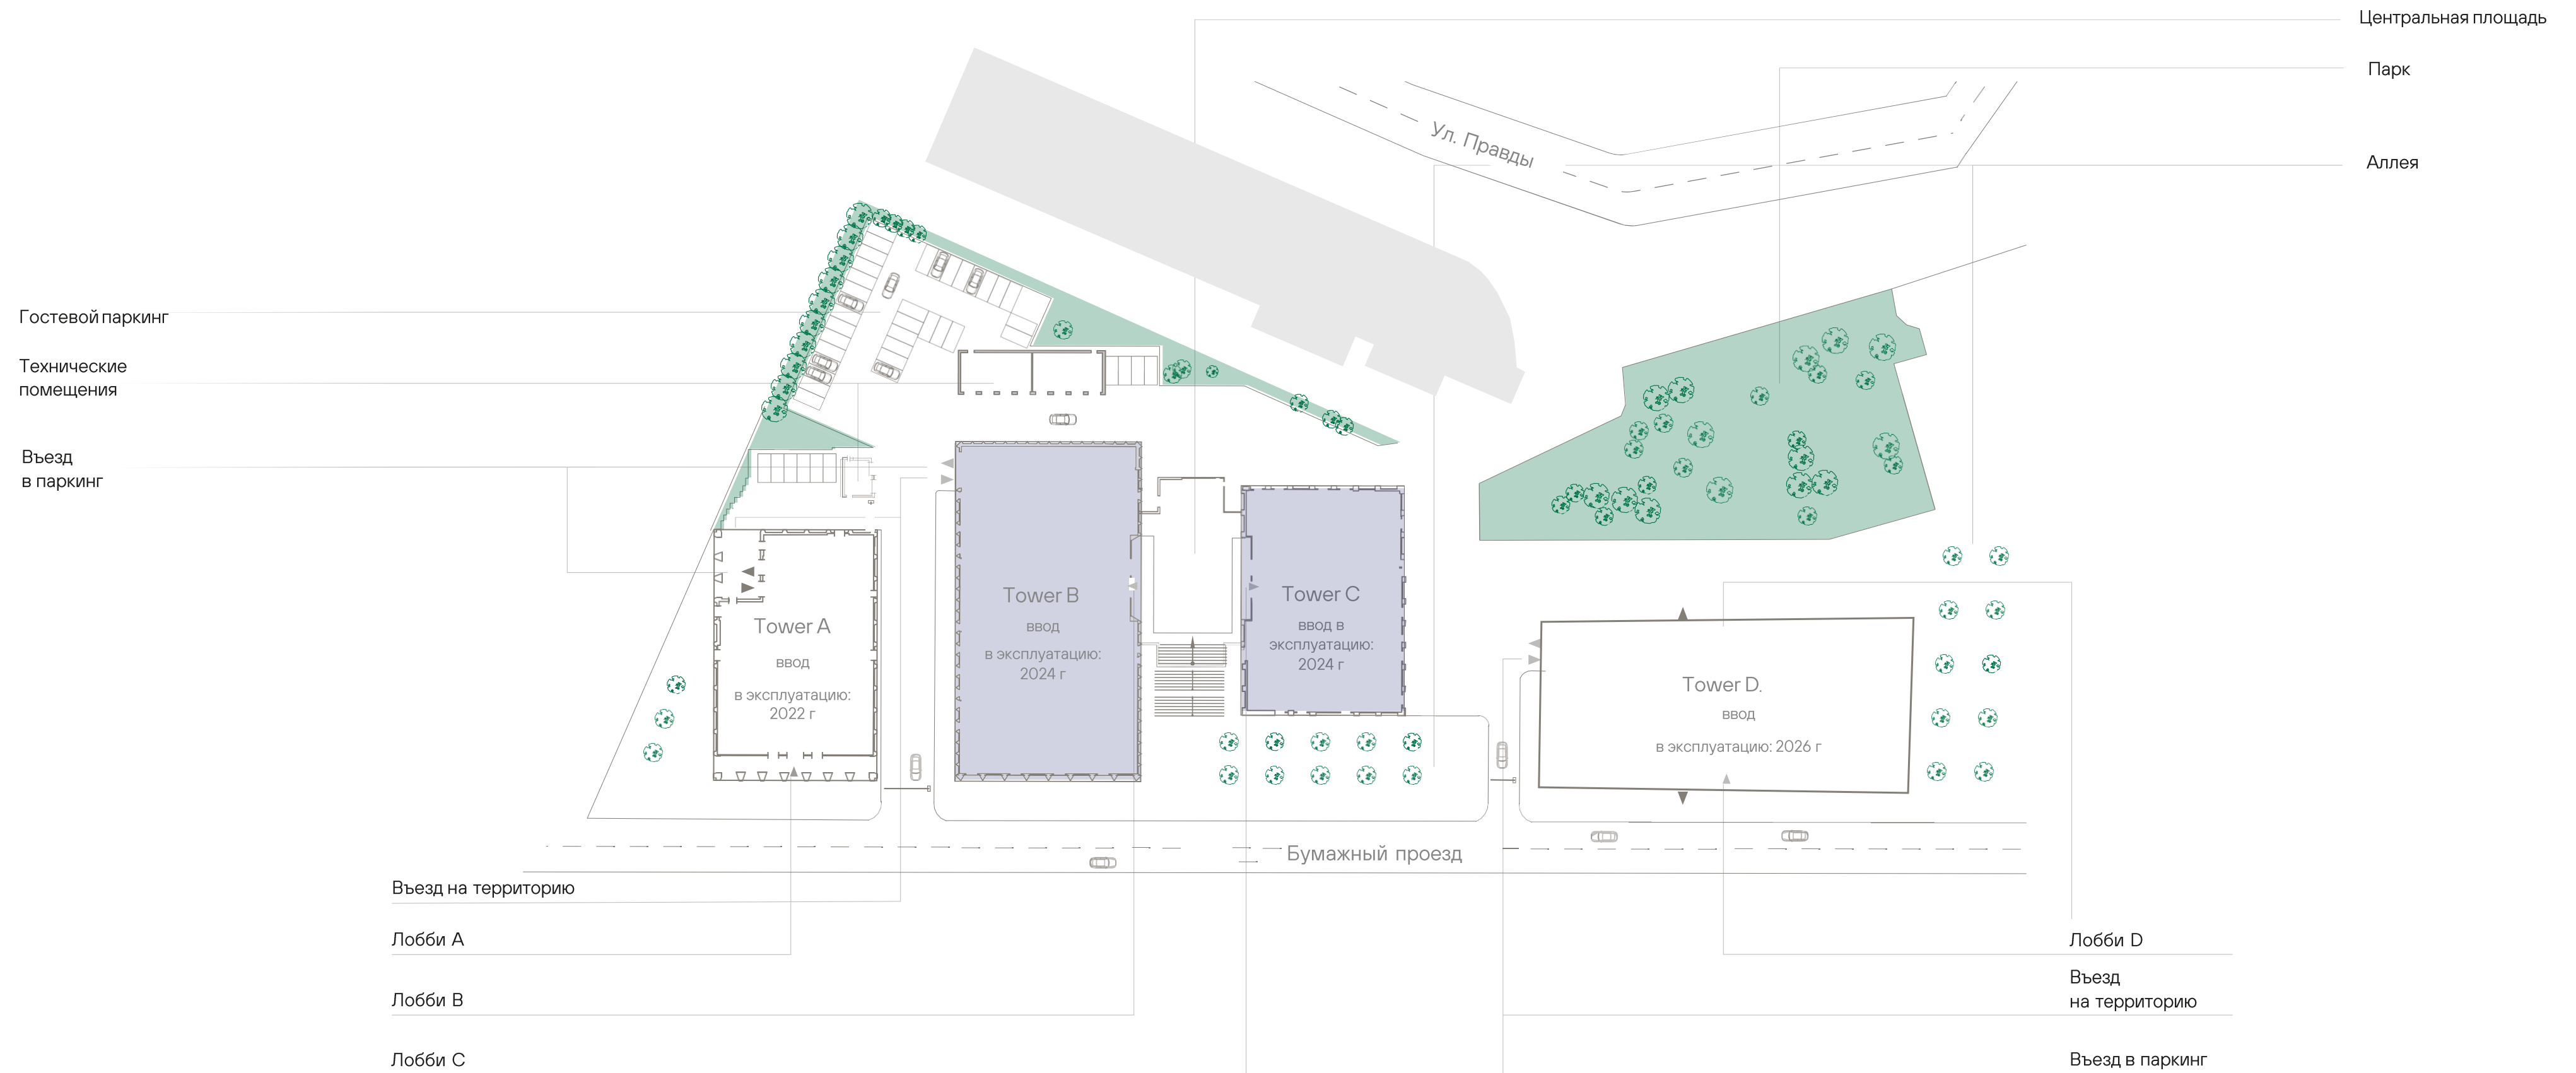 Центральная площадь
Парк
Ул. Правды
Аллея
Гостевой паркинг
Технические
помещения
Въезд
в паркинг
Tower A
ввод
в эксплуатацию:
2022 г
Tower B
ввод
в эксплуатацию:
2024 г
Tower C
ввод в
эксплуатацию:
2024 г
Tower D.
ввод
в эксплуатацию: 2026 г
Бумажный проезд
Въезд на территорию
Лобби A
Лобби B
Лобби C
Лобби D
Въезд
на территорию
Въезд в паркинг